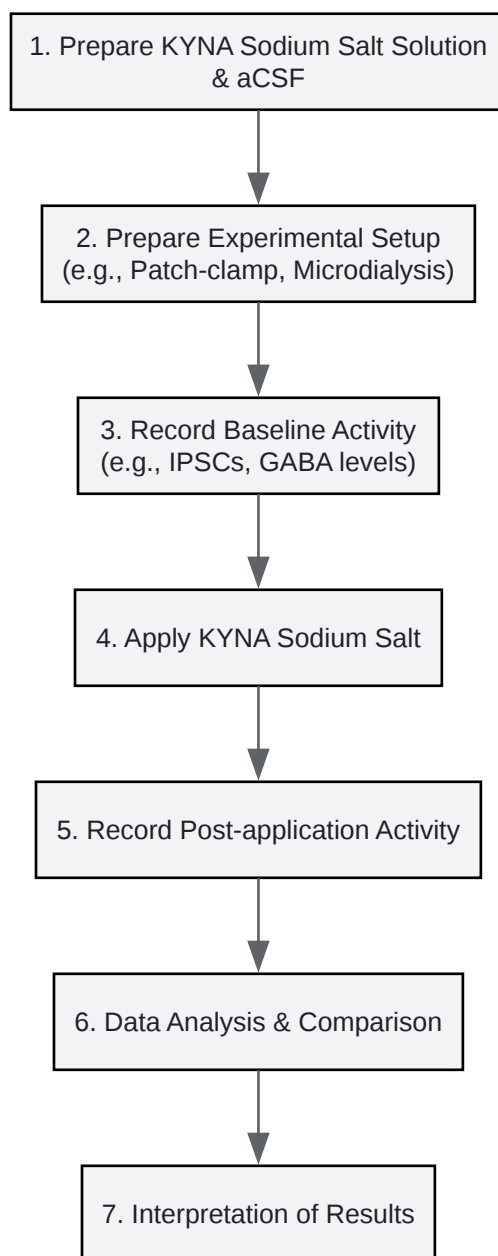 1. Prepare KYNA Sodium Salt Solution
& aCSF
2. Prepare Experimental Setup
(e.g., Patch-clamp, Microdialysis)
3. Record Baseline Activity
(e.g., IPSCs, GABA levels)
4. Apply KYNA Sodium Salt
5. Record Post-application Activity
6. Data Analysis & Comparison
7. Interpretation of Results